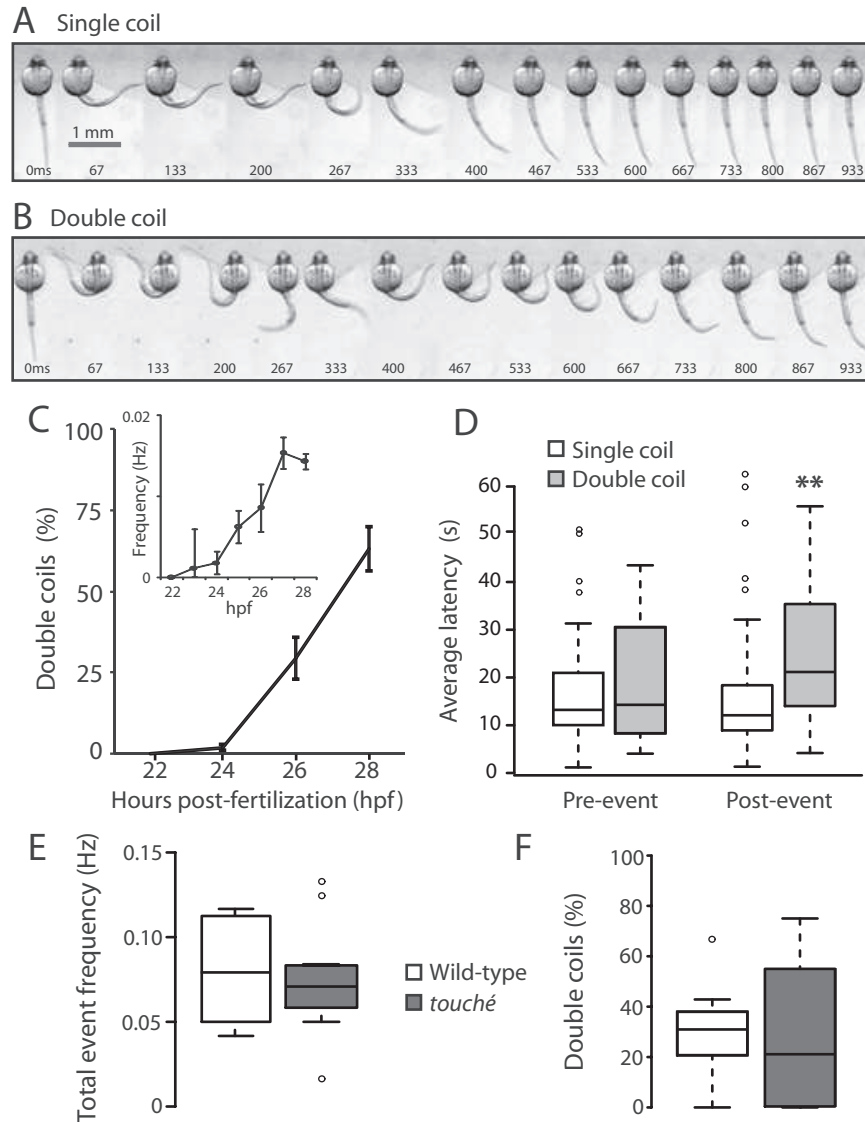 A Single coil
1 mm
0ms 67 133 200 267 333 400 467 533 600 667 733 800 867 933
B Double coil
0ms 67 133 200 267 333 400 467 533 600 667 733 800 867 933
C
100
75
50
25
0
Double coils (%)
22 24 26 28
Hours post-fertilization (hpf)
0.02
0
Frequency (Hz)
22 24 26 28
hpf
D
Single coil
Double coil
**
60
50
40
30
20
10
0
Average latency (s)
Pre-event Post-event
E
0.15
0.10
0.05
0
Total event frequency (Hz)
Wild-type
touché
F
100
80
60
40
20
0
Double coils (%)